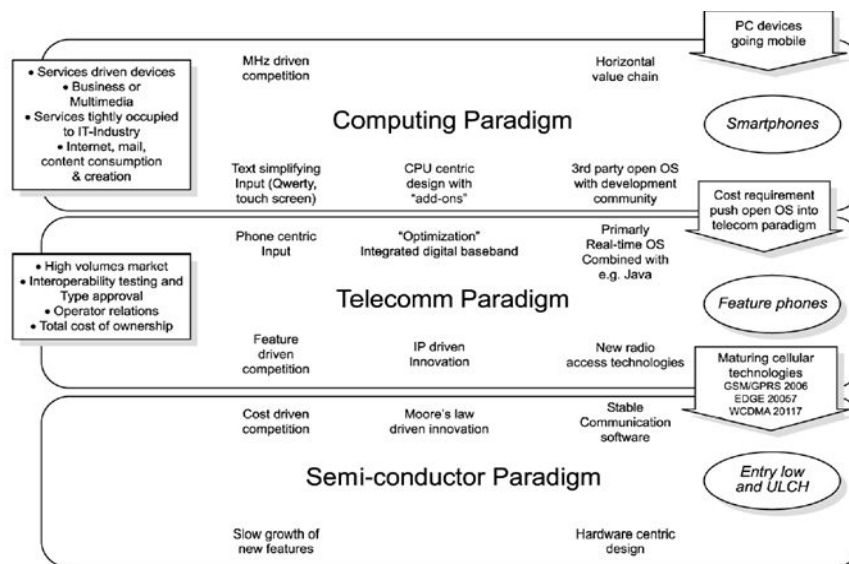 PC devices
going mobile
MHz driven
competition
Horizontal
value chain
• Services driven devices
• Business or
Multimedia
• Services tightly occupied
to IT-Industry
• Internet, mail,
content consumption
& creation
Computing Paradigm
Smartphones
Text simplifying
Input (Qwerty,
touch screen)
CPU centric
design with
"add-ons"
3rd party open OS
with development
community
Cost requirement
push open OS into
telecom paradigm
Phone centric
Input
"Optimization"
Integrated digital baseband
Primarly
Real-time OS
Combined with
e.g. Java
• High volumes market
• Interoperability testing and
Type approval
• Operator relations
• Total cost of ownership
Telecomm Paradigm
Feature phones
Feature
driven
competition
IP driven
Innovation
New radio
access technologies
Maturing cellular
technologies
GSM/GPRS 2006
EDGE 20057
WCDMA 20117
Cost driven
competition
Moore's law
driven innovation
Stable
Communication
software
Semi-conductor Paradigm
Entry low
and ULCH
Slow growth of
new features
Hardware centric
design